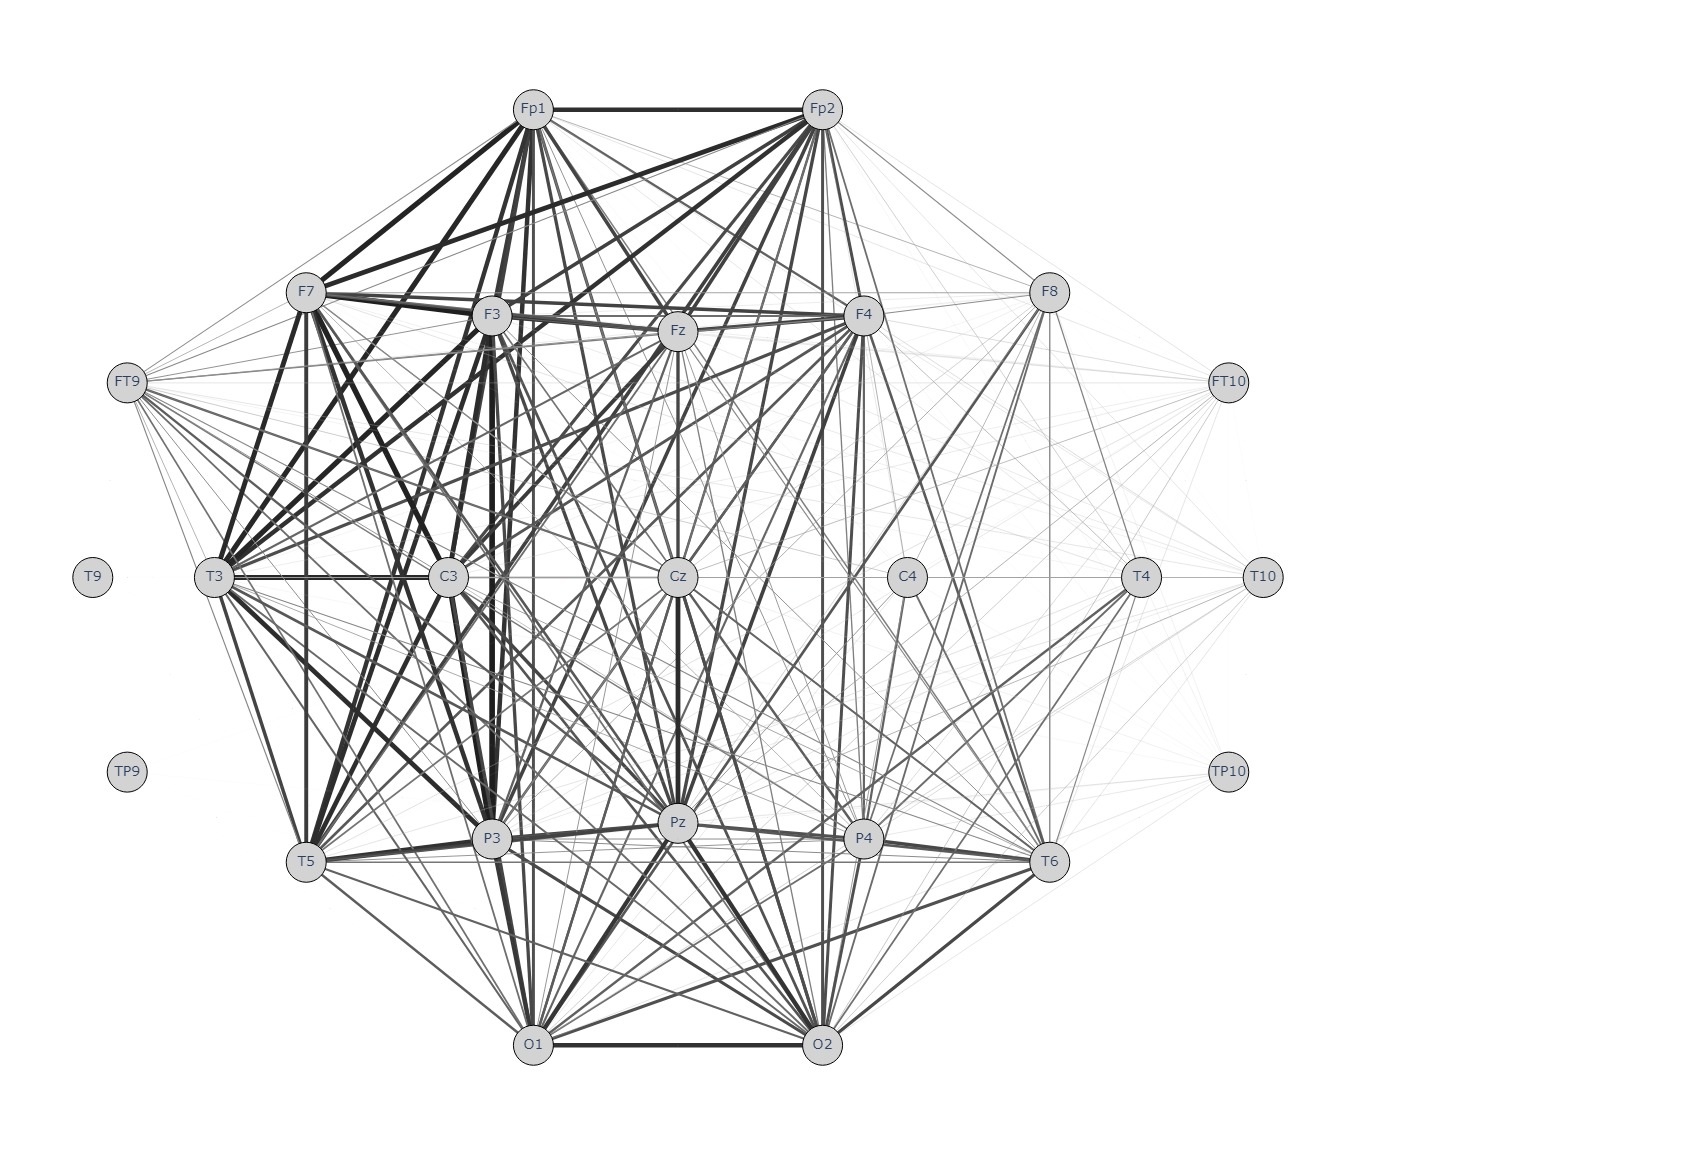 Fp1 Fp2
F7 F3 Fz F4 F8
FT9 FT10
T9 T3 C3 Cz C4 T4 T10
TP9 TP10
T5 P3 Pz P4 T6
O1 O2